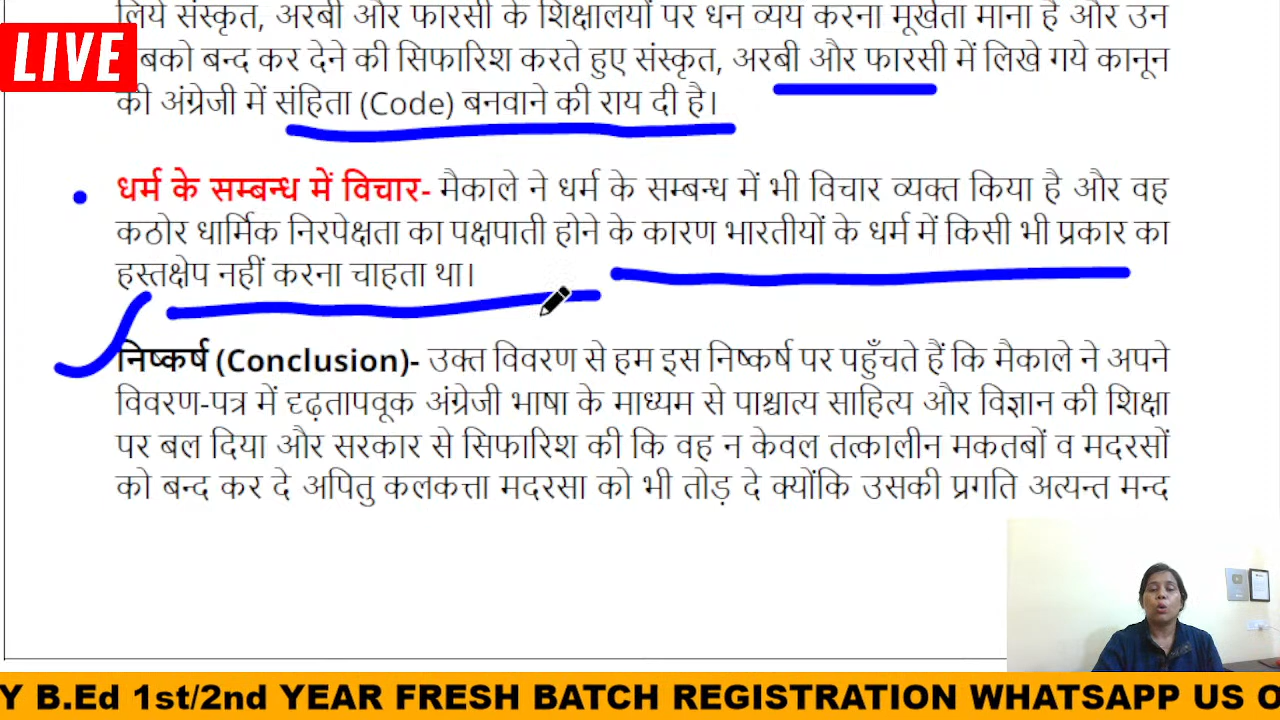 लिये संस्कृत, अरबी और फारसी के शिक्षालयों पर धन व्यय करना मूर्खता माना है और उन
LIVE
बको बन्द कर देने की सिफारिश करते हुए संस्कृत, अरबी और फारसी में लिखे गये कानून
की अंग्रेजी में संहिता (Code) बनवाने की राय दी है।
• धर्म के सम्बन्ध में विचार- मैकाले ने धर्म के सम्बन्ध में भी विचार व्यक्त किया है और वह
कठोर धार्मिक निरपेक्षता का पक्षपाती होने के कारण भारतीयों के धर्म में किसी भी प्रकार का
हस्तक्षेप नहीं करना चाहता था।
निष्कर्ष (Conclusion)- उक्त विवरण से हम इस निष्कर्ष पर पहुँचते हैं कि मैकाले ने अपने
विवरण-पत्र में दृढ़तापवूक अंग्रेजी भाषा के माध्यम से पाश्चात्य साहित्य और विज्ञान की शिक्षा
पर बल दिया और सरकार से सिफारिश की कि वह न केवल तत्कालीन मकतबों व मदरसों
को बन्द कर दे अपितु कलकत्ता मदरसा को भी तोड़ दे क्योंकि उसकी प्रगति अत्यन्त मन्द
Y B.Ed 1st/2nd YEAR FRESH BATCH REGISTRATION WHATSAPP US O